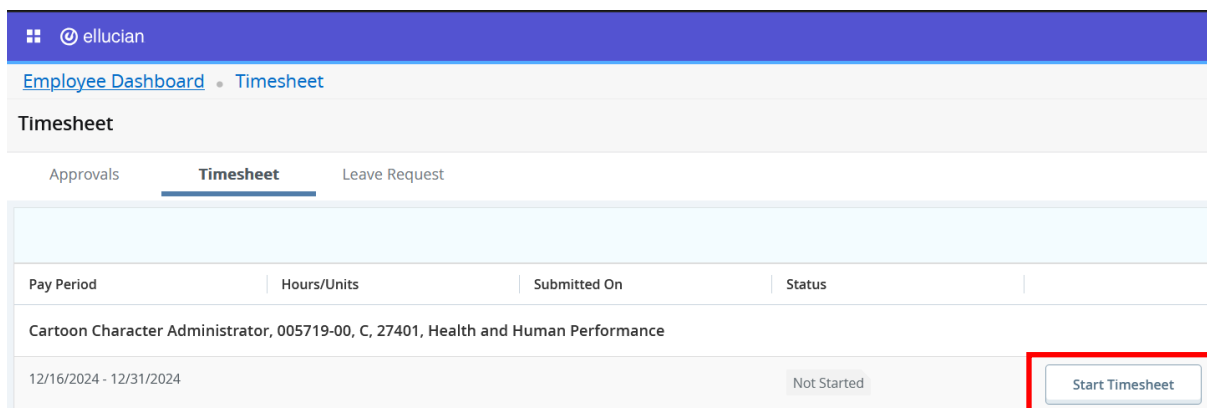 ellucian
Employee Dashboard • Timesheet
Timesheet
Approvals Timesheet Leave Request
Pay Period Hours/Units Submitted On Status
Cartoon Character Administrator, 005719-00, C, 27401, Health and Human Performance
12/16/2024 - 12/31/2024 Not Started Start Timesheet